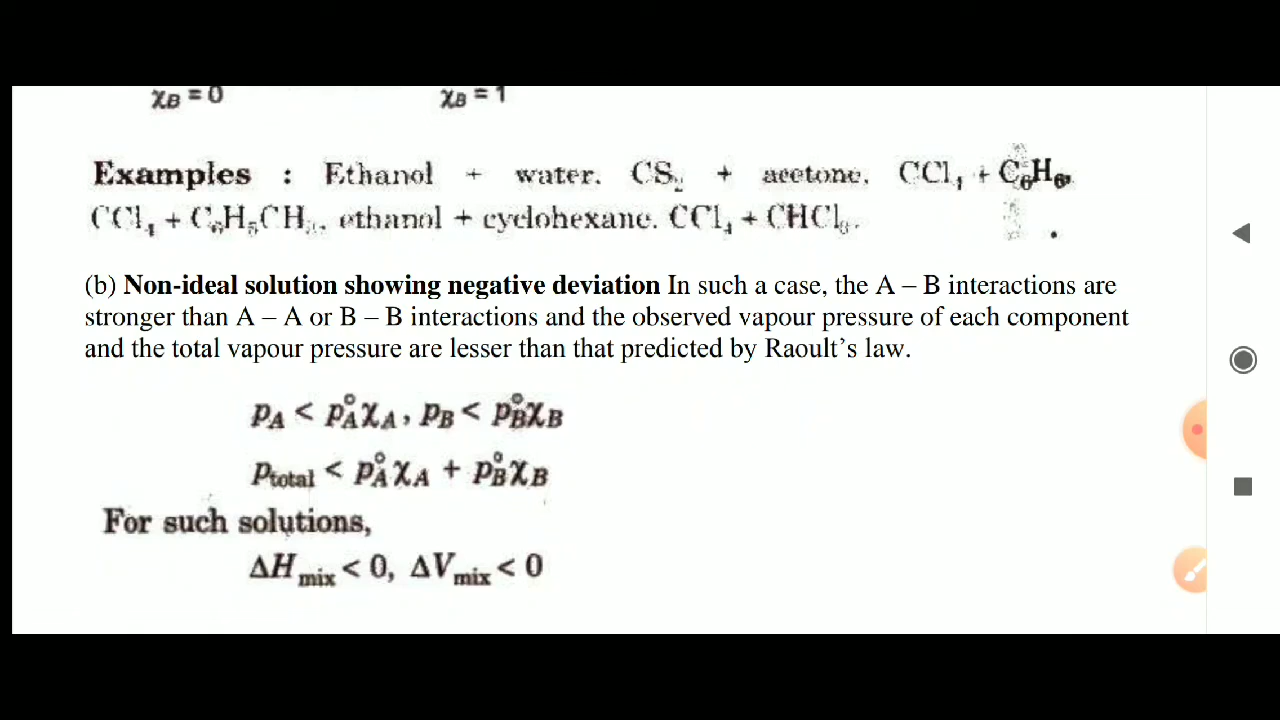 χB = 0 χB = 1
Examples : Ethanol + water, CS₂ + acetone, CCl₄ + C₆H₆,
CCl₄ + C₆H₅CH₃, ethanol + cyclohexane, CCl₄ + CHCl₃.
(b) Non-ideal solution showing negative deviation In such a case, the A – B interactions are
stronger than A – A or B – B interactions and the observed vapour pressure of each component
and the total vapour pressure are lesser than that predicted by Raoult’s law.
pA < p°AχA, pB < p°BχB
ptotal < p°AχA + p°BχB
For such solutions,
ΔHmix < 0, ΔVmix < 0